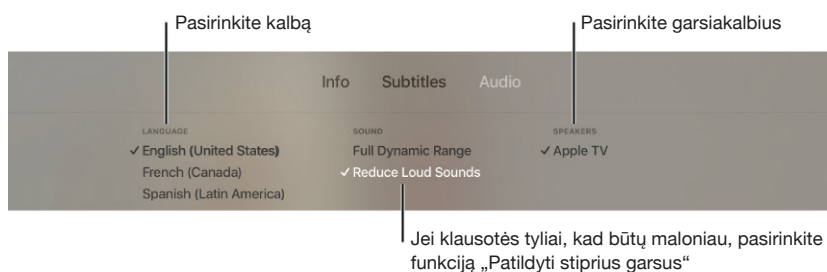 Pasirinkite kalbą
Pasirinkite garsiakalbius
Info Subtitles Audio
LANGUAGE
✓ English (United States)
French (Canada)
Spanish (Latin America)
SOUND
Full Dynamic Range
✓ Reduce Loud Sounds
SPEAKERS
✓ Apple TV
Jei klausotės tyliai, kad būtų maloniau, pasirinkite
funkciją „Patildyti stiprius garsus“